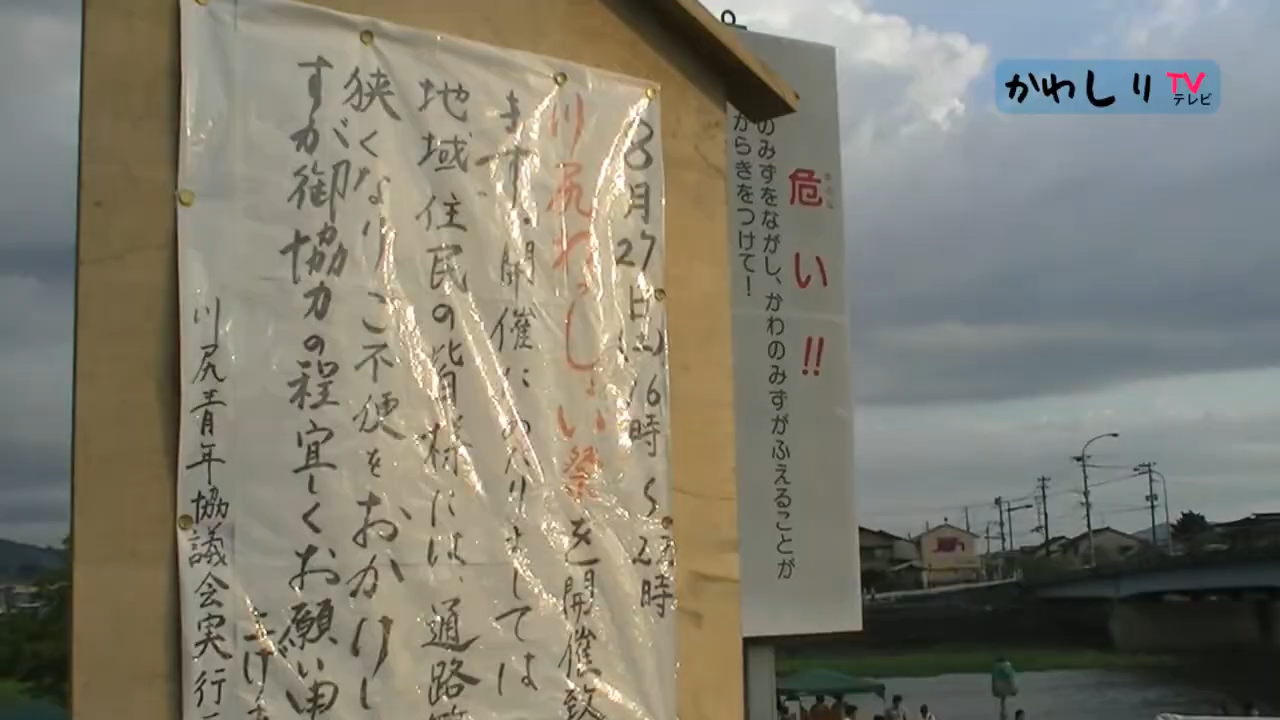 8月27日(土)16時〜22時
川尻わっしょい祭を開催致
ます。開催にあたりましては
地域住民の皆様には、通路等
狭くなりご不便をおかけし
すが御協力の程宜しくお願い申
上げま
川尻青年協議会実行
危い!!
のみずをながし、かわのみずがふえることが
からきをつけて!
かわしりTV
テレビ